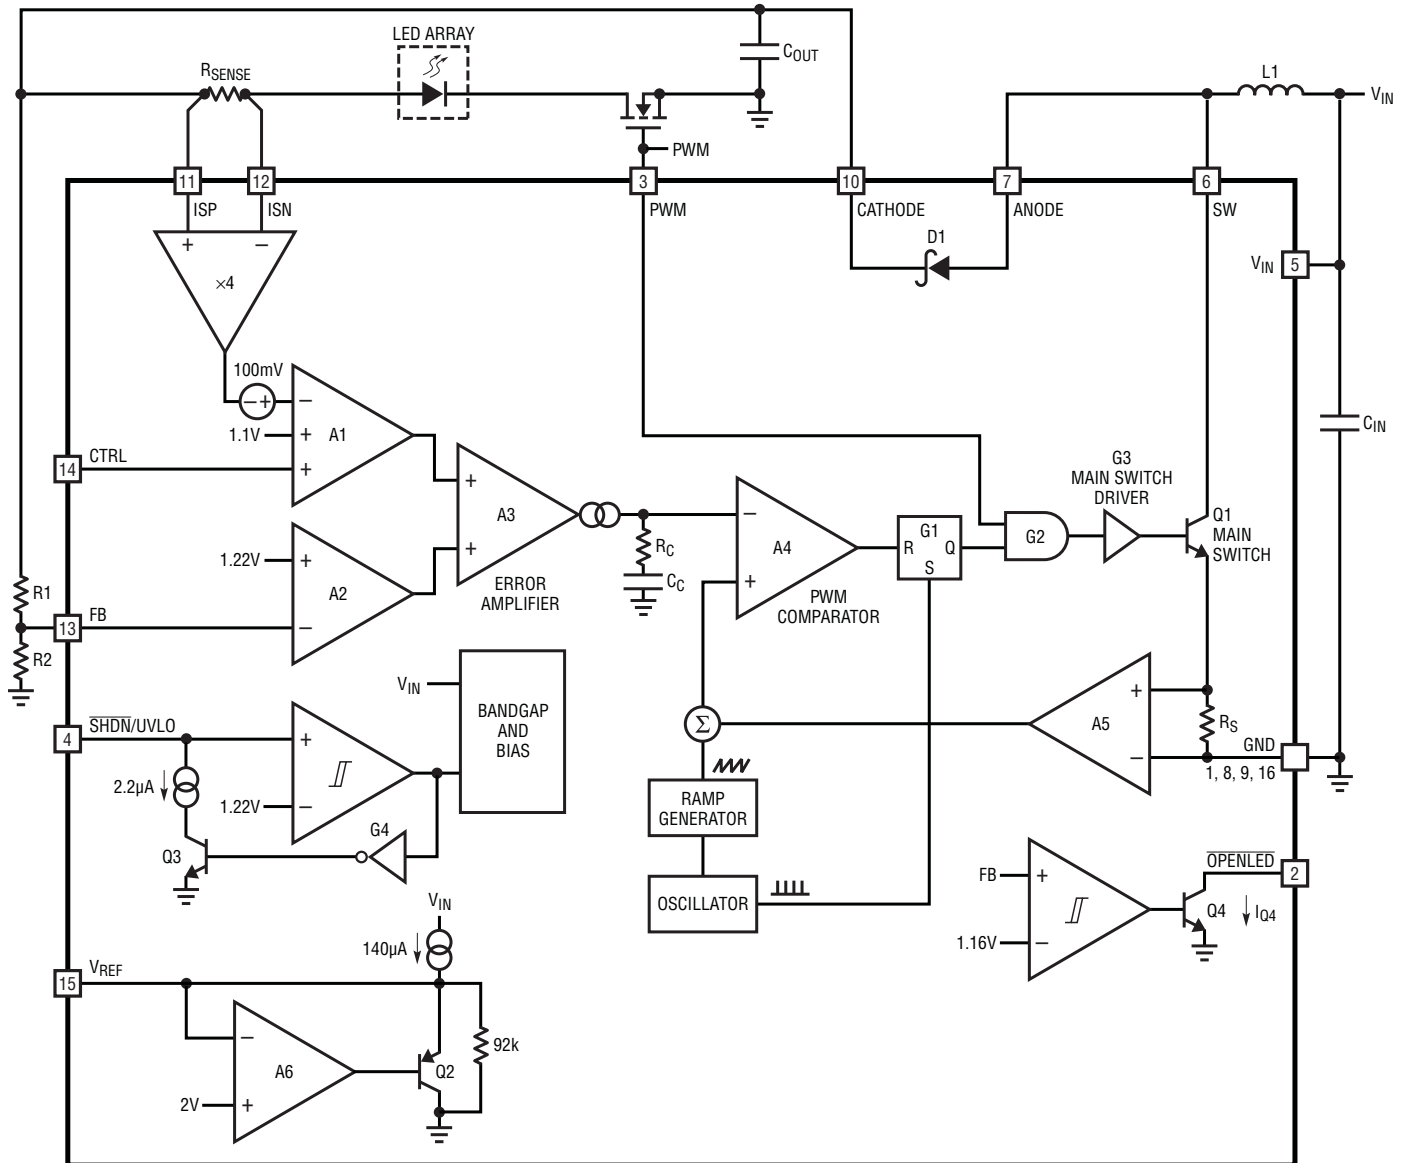 LED ARRAY
RSENSE
COUT
L1
VIN
PWM
11
12
3
10
7
6
ISP
ISN
PWM
CATHODE
ANODE
SW
D1
VIN
5
+
−
×4
100mV
− +
−
1.1V
+
A1
14
CTRL
+
CIN
G3
MAIN SWITCH
DRIVER
+
A3
−
A4
+
RC
CC
ERROR
AMPLIFIER
+
1.22V
+
A2
−
R1
FB
13
R2
G1
R
Q
S
G2
Q1
MAIN
SWITCH
PWM
COMPARATOR
VIN
BANDGAP
AND
BIAS
4
SHDN/UVLO
+
2.2µA
1.22V
−
G4
Q3
Σ
+
A5
−
RS
GND
1, 8, 9, 16
RAMP
GENERATOR
OSCILLATOR
OPENLED
2
FB
+
1.16V
−
Q4
IQ4
VIN
140µA
15
VREF
−
A6
2V
+
Q2
92k